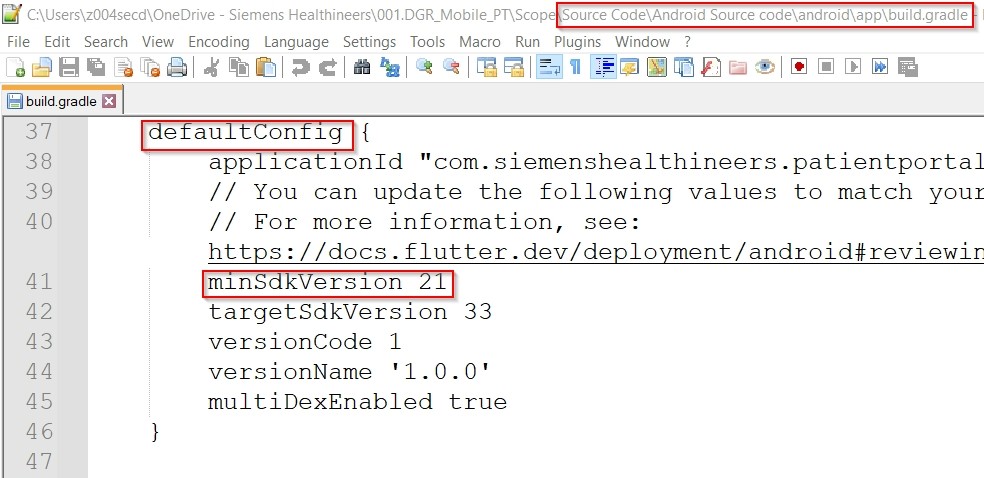 C:\Users\z004secd\OneDrive - Siemens Healthineers\001.DGR_Mobile_PT\Scope\Source Code\Android Source code\android\app\build.gradle -
File Edit Search View Encoding Language Settings Tools Macro Run Plugins Window ?
build.gradle
37 defaultConfig {
38 applicationId "com.siemenshealthineers.patientportal
39 // You can update the following values to match your
40 // For more information, see:
https://docs.flutter.dev/deployment/android#reviewin
41 minSdkVersion 21
42 targetSdkVersion 33
43 versionCode 1
44 versionName '1.0.0'
45 multiDexEnabled true
46 }
47